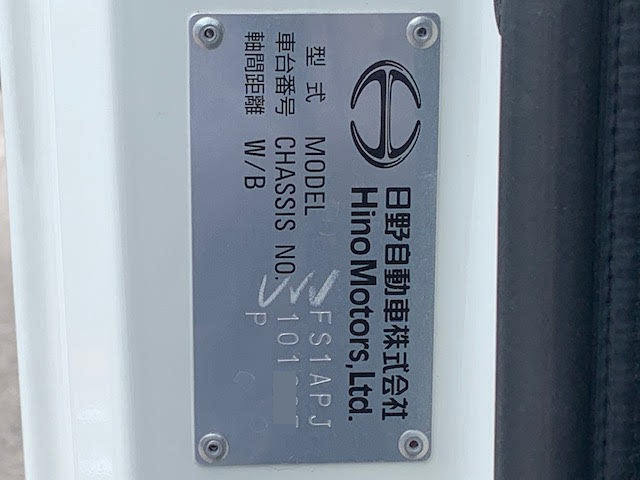 日野自動車株式会社
Hino Motors, Ltd.
型式 MODEL FS1APJ
車台番号 CHASSIS NO. 101
軸間距離 W/B P